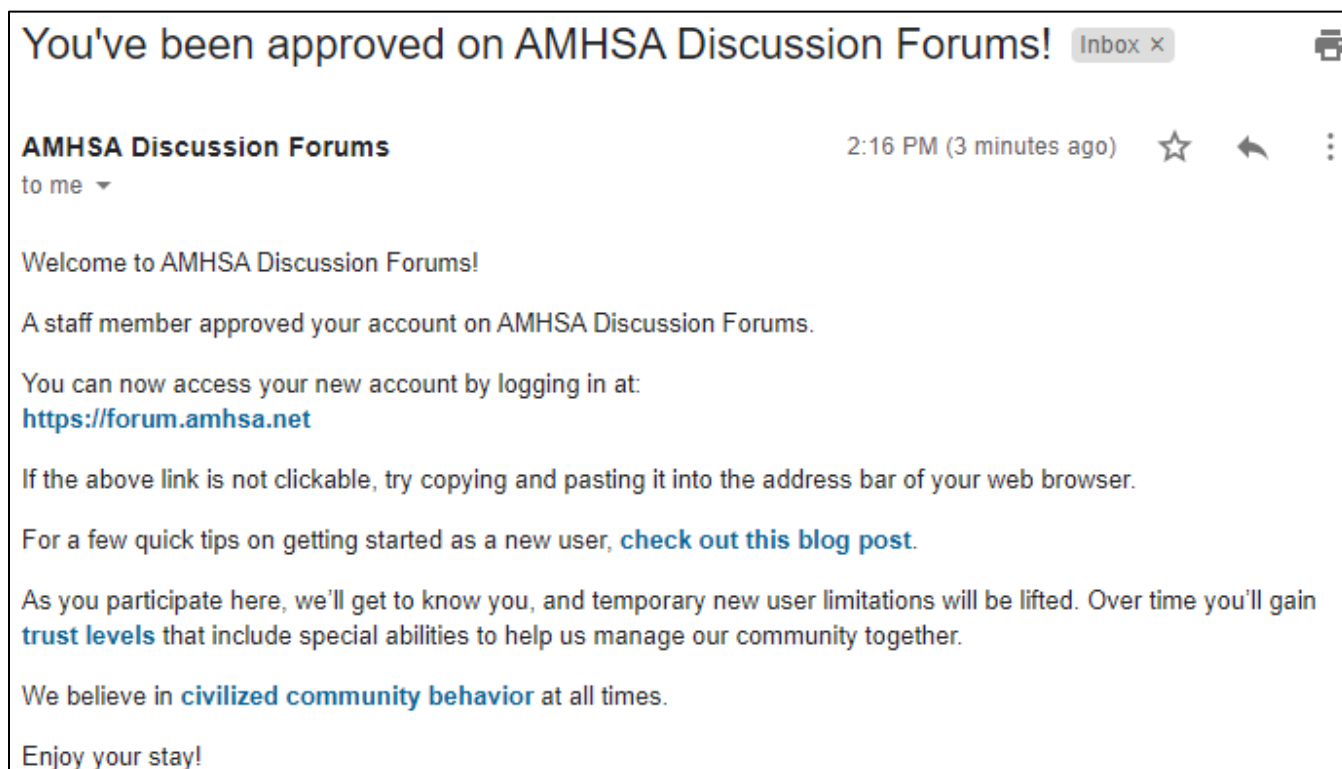 You've been approved on AMHSA Discussion Forums! Inbox ×
AMHSA Discussion Forums 2:16 PM (3 minutes ago)
to me
Welcome to AMHSA Discussion Forums!
A staff member approved your account on AMHSA Discussion Forums.
You can now access your new account by logging in at:
https://forum.amhsa.net
If the above link is not clickable, try copying and pasting it into the address bar of your web browser.
For a few quick tips on getting started as a new user, check out this blog post.
As you participate here, we’ll get to know you, and temporary new user limitations will be lifted. Over time you’ll gain
trust levels that include special abilities to help us manage our community together.
We believe in civilized community behavior at all times.
Enjoy your stay!